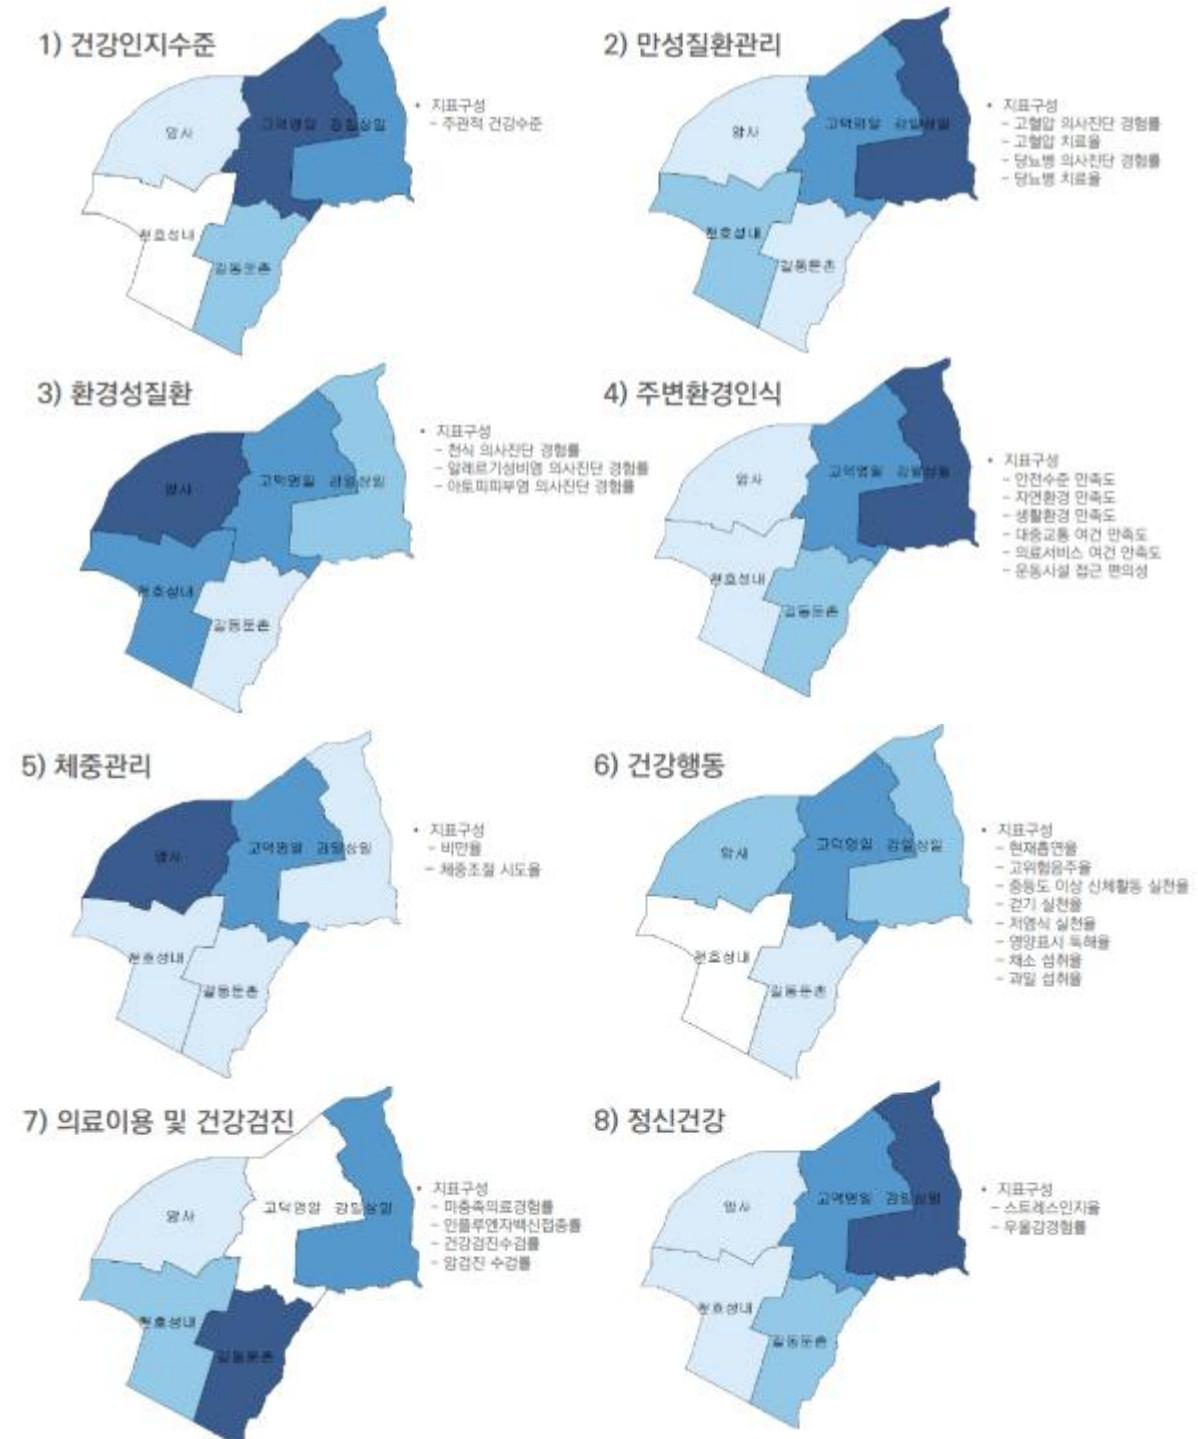 1) 건강인지수준
암사
고덕명일
강일상일
천호성내
길동둔촌
• 지표구성
- 주관적 건강수준
2) 만성질환관리
암사
고덕명일
강일상일
천호성내
길동둔촌
• 지표구성
- 고혈압 의사진단 경험률
- 고혈압 치료율
- 당뇨병 의사진단 경험률
- 당뇨병 치료율
3) 환경성질환
암사
고덕명일
강일상일
천호성내
길동둔촌
• 지표구성
- 천식 의사진단 경험률
- 알레르기성비염 의사진단 경험률
- 아토피피부염 의사진단 경험률
4) 주변환경인식
암사
고덕명일
강일상일
천호성내
길동둔촌
• 지표구성
- 안전수준 만족도
- 자연환경 만족도
- 생활환경 만족도
- 대중교통 여건 만족도
- 의료서비스 여건 만족도
- 운동시설 접근 편의성
5) 체중관리
암사
고덕명일
강일상일
천호성내
길동둔촌
• 지표구성
- 비만율
- 체중조절 시도율
6) 건강행동
암사
고덕명일
강일상일
천호성내
길동둔촌
• 지표구성
- 현재흡연율
- 고위험음주율
- 중등도 이상 신체활동 실천율
- 걷기 실천율
- 저염식 실천율
- 영양표시 독해율
- 채소 섭취율
- 과일 섭취율
7) 의료이용 및 건강검진
암사
고덕명일
강일상일
천호성내
길동둔촌
• 지표구성
- 미충족의료경험률
- 인플루엔자백신접종률
- 건강검진수검률
- 암검진 수검률
8) 정신건강
암사
고덕명일
강일상일
천호성내
길동둔촌
• 지표구성
- 스트레스인지율
- 우울감경험률